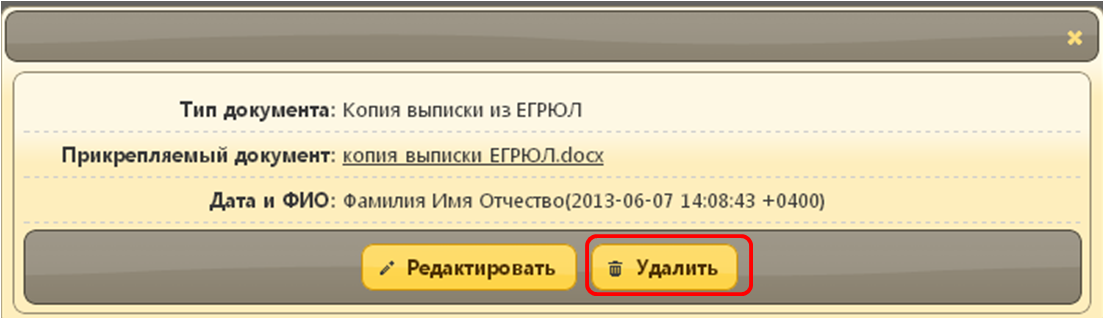 Тип документа: Копия выписки из ЕГРЮЛ
Прикрепляемый документ: копия выписки ЕГРЮЛ.docx
Дата и ФИО: Фамилия Имя Отчество(2013-06-07 14:08:43 +0400)
Редактировать Удалить